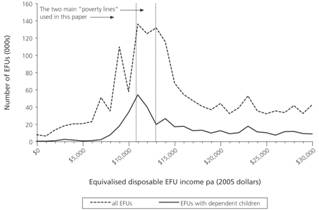 The two main "poverty lines"
used in this paper
160
140
120
100
80
60
40
20
0
Number of EFUs (000s)
$0
$5,000
$10,000
$15,000
$20,000
$25,000
$30,000
Equivalised disposable EFU income pa (2005 dollars)
all EFUs
EFUs with dependent children